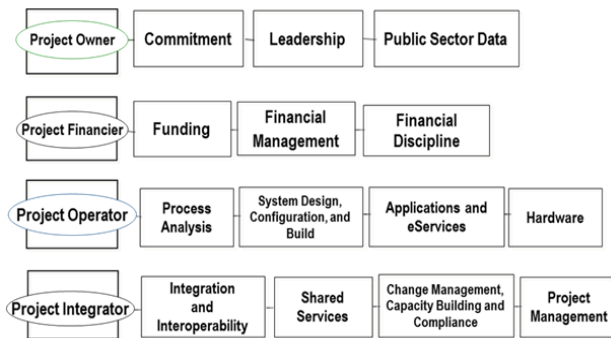 Project Owner
Commitment
Leadership
Public Sector Data
Project Financier
Funding
Financial
Management
Financial
Discipline
Project Operator
Process
Analysis
System Design,
Configuration, and
Build
Applications and
eServices
Hardware
Project Integrator
Integration
and
Interoperability
Shared
Services
Change Management,
Capacity Building and
Compliance
Project
Management